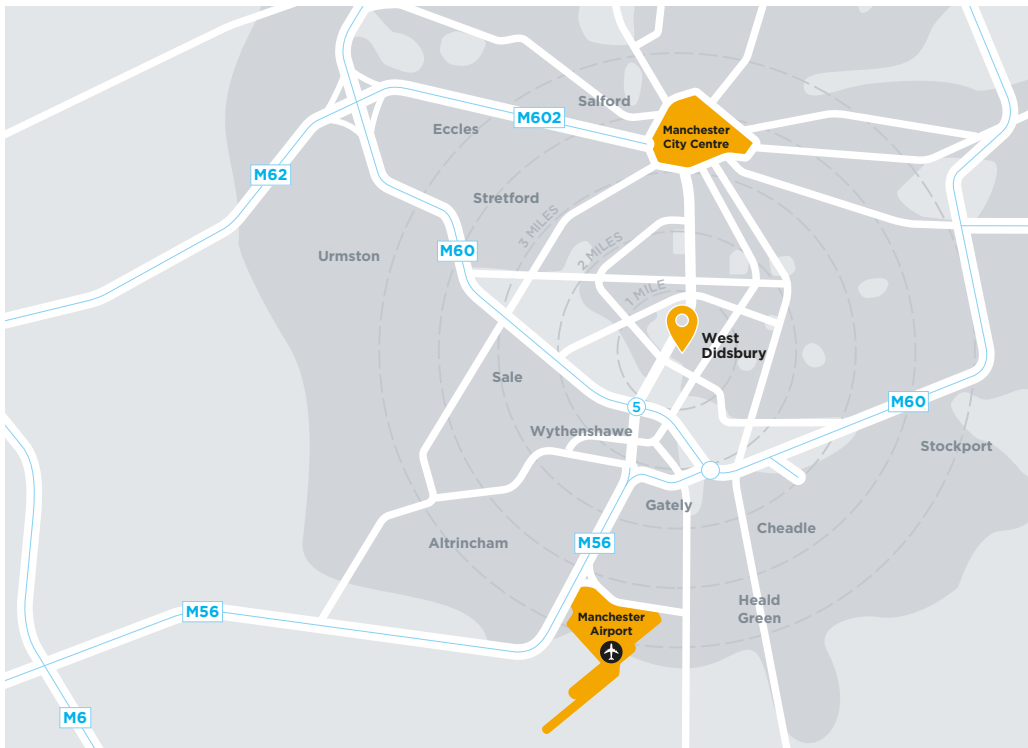 Salford
M602
Eccles
Manchester
City Centre
M62
Stretford
3 MILES
2 MILES
M60
Urmston
1 MILE
West
Didsbury
Sale
5
M60
Wythenshawe
Stockport
Gately
Cheadle
M56
Altrincham
Heald
Green
M56
Manchester
Airport
M6